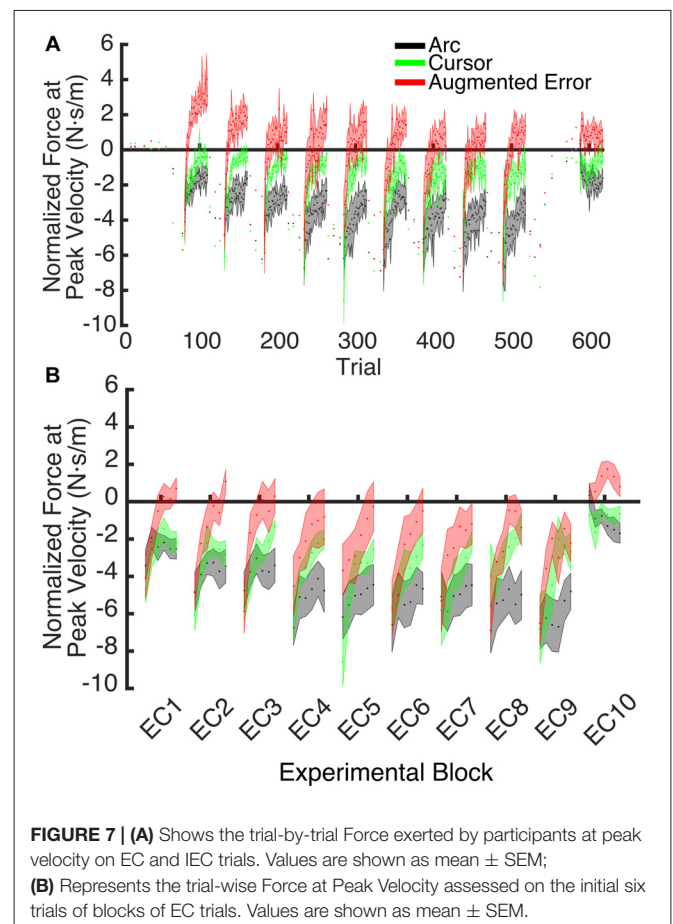 A
Arc
Cursor
Augmented Error
Normalized Force at
Peak Velocity (N·s/m)
6
4
2
0
-2
-4
-6
-8
-10
0 100 200 300 400 500 600
Trial
B
Normalized Force at
Peak Velocity (N·s/m)
6
4
2
0
-2
-4
-6
-8
-10
EC1 EC2 EC3 EC4 EC5 EC6 EC7 EC8 EC9 EC10
Experimental Block
FIGURE 7 | (A) Shows the trial-by-trial Force exerted by participants at peak
velocity on EC and IEC trials. Values are shown as mean ± SEM;
(B) Represents the trial-wise Force at Peak Velocity assessed on the initial six
trials of blocks of EC trials. Values are shown as mean ± SEM.